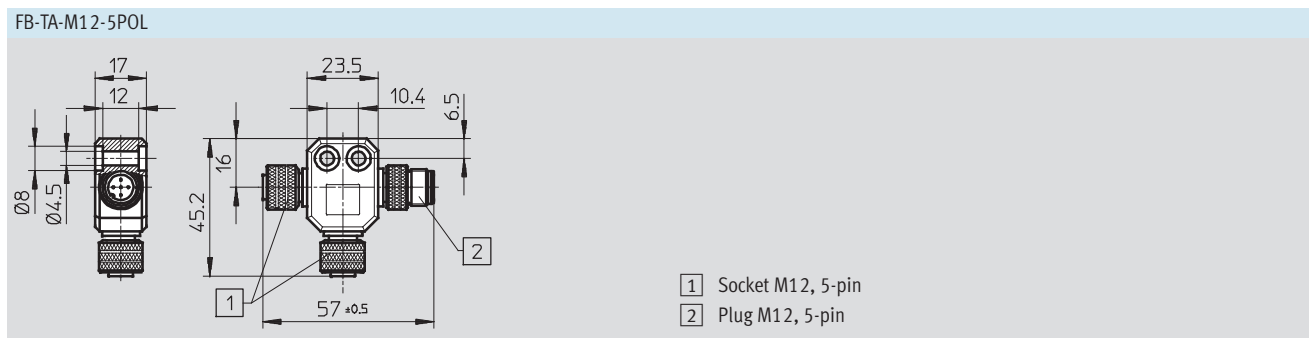 FB-TA-M12-5POL
17
12
23.5
10.4
6.5
16
45.2
Ø8
Ø4.5
57 ±0.5
1
2
1 Socket M12, 5-pin
2 Plug M12, 5-pin